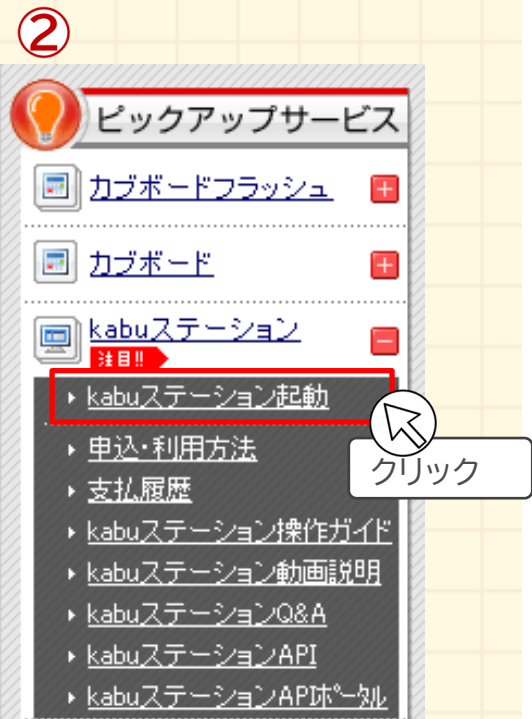 ②
ピックアップサービス
カブボードフラッシュ
カブボード
kabuステーション
注目!!
kabuステーション起動
クリック
申込・利用方法
支払履歴
kabuステーション操作ガイド
kabuステーション動画説明
kabuステーションQ&A
kabuステーションAPI
kabuステーションAPIポータル